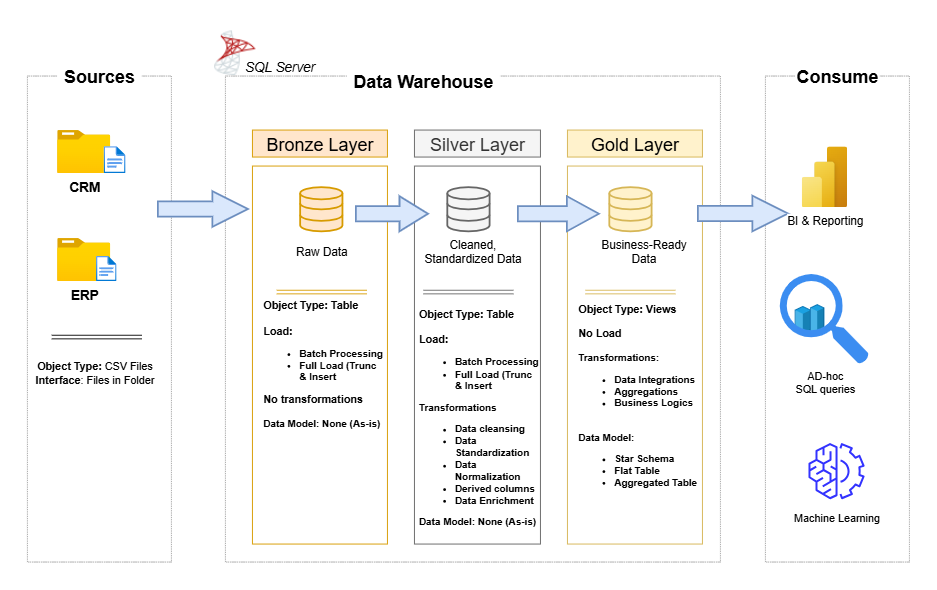 Sources
CRM
ERP
Object Type: CSV Files
Interface: Files in Folder
SQL Server
Data Warehouse
Bronze Layer
Raw Data
Object Type: Table
Load:
• Batch Processing
• Full Load (Trunc
& Insert
No transformations
Data Model: None (As-is)
Silver Layer
Cleaned,
Standardized Data
Object Type: Table
Load:
• Batch Processing
• Full Load (Trunc
& Insert
Transformations
• Data cleansing
• Data
Standardization
• Data
Normalization
• Derived columns
• Data Enrichment
Data Model: None (As-is)
Gold Layer
Business-Ready
Data
Object Type: Views
No Load
Transformations:
• Data Integrations
• Aggregations
• Business Logics
Data Model:
• Star Schema
• Flat Table
• Aggregated Table
Consume
BI & Reporting
AD-hoc
SQL queries
Machine Learning